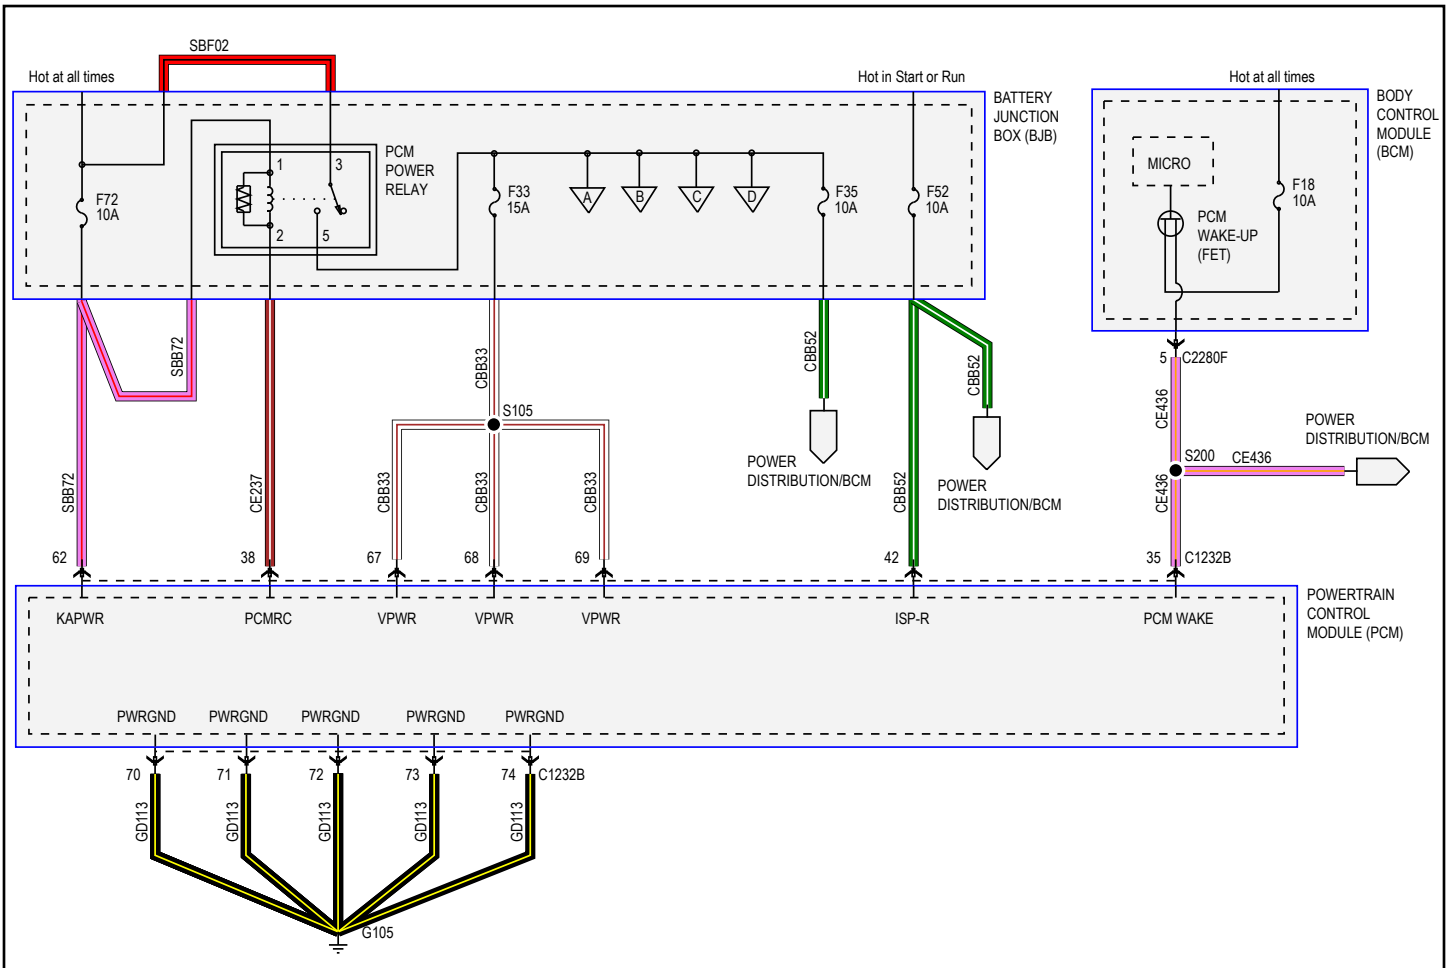 SBF02
Hot at all times
Hot in Start or Run
Hot at all times
BATTERY
JUNCTION
BOX (BJB)
BODY
CONTROL
MODULE
(BCM)
PCM
POWER
RELAY
1
3
2
5
F72
10A
F33
15A
A
B
C
D
F35
10A
F52
10A
MICRO
F18
10A
PCM
WAKE-UP
(FET)
SBB72
CBB33
CBB52
CBB52
5
C2280F
CE436
S105
POWER
DISTRIBUTION/BCM
S200
CE436
POWER
DISTRIBUTION/BCM
POWER
DISTRIBUTION/BCM
SBB72
CE237
CBB33
CBB33
CBB33
CBB52
CE436
62
38
67
68
69
42
35
C1232B
KAPWR
PCMRC
VPWR
VPWR
VPWR
ISP-R
PCM WAKE
POWERTRAIN
CONTROL
MODULE (PCM)
PWRGND
PWRGND
PWRGND
PWRGND
PWRGND
70
71
72
73
74
C1232B
GD113
GD113
GD113
GD113
GD113
G105